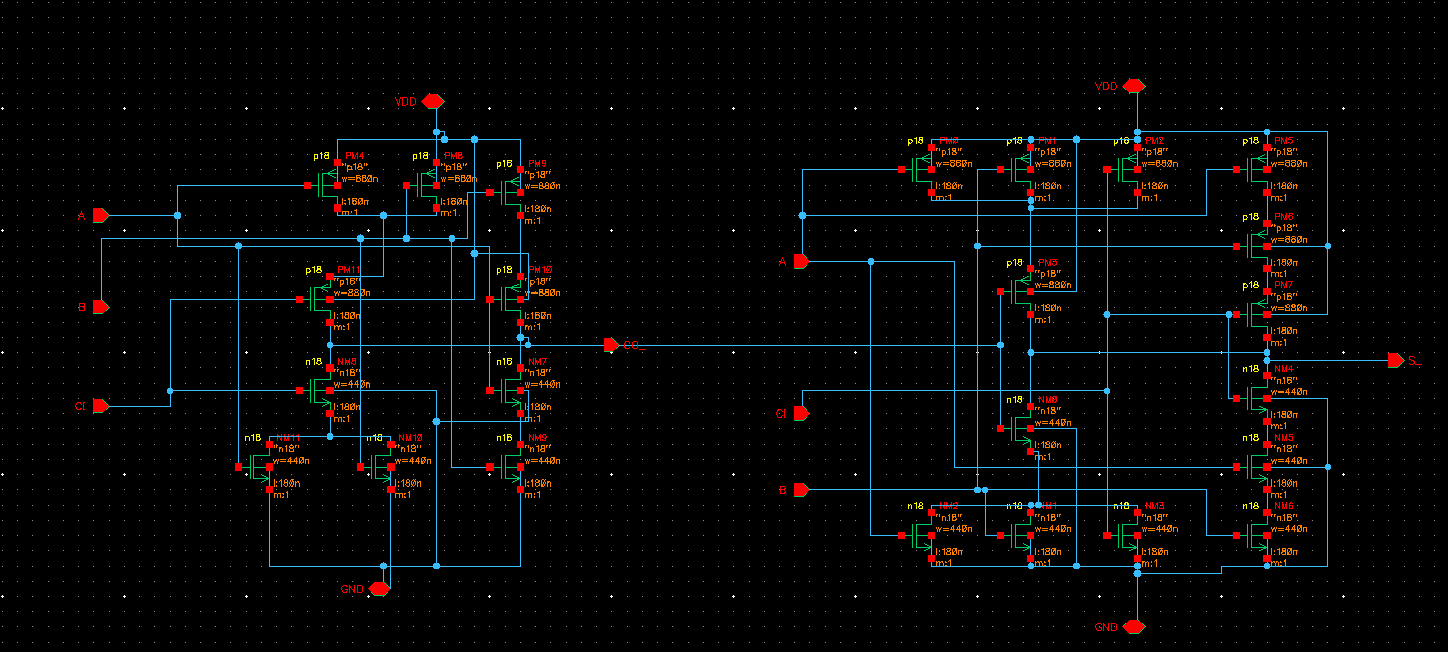 VDD
p18 PM4
"p18"
w=880n
l:180n
m:1
p18 PM8
"p18"
w=880n
l:180n
m:1
p18 PM9
"p18"
w=880n
l:180n
m:1
A
B
p18 PM11
"p18"
w=880n
l:180n
m:1
p18 PM10
"p18"
w=880n
l:180n
m:1
CO_
n18 NM8
"n18"
w=440n
l:180n
m:1
n18 NM7
"n18"
w=440n
l:180n
m:1
CI
n18 NM11
"n18"
w=440n
l:180n
m:1
n18 NM10
"n18"
w=440n
l:180n
m:1
n18 NM9
"n18"
w=440n
l:180n
m:1
GND
VDD
p18 PM0
"p18"
w=880n
l:180n
m:1
p18 PM1
"p18"
w=880n
l:180n
m:1
p18 PM2
"p18"
w=880n
l:180n
m:1
p18 PM5
"p18"
w=880n
l:180n
m:1
p18 PM6
"p18"
w=880n
l:180n
m:1
A
p18 PM3
"p18"
w=880n
l:180n
m:1
p18 PM7
"p18"
w=880n
l:180n
m:1
S_
n18 NM4
"n18"
w=440n
l:180n
m:1
CI
n18 NM0
"n18"
w=440n
l:180n
m:1
n18 NM5
"n18"
w=440n
l:180n
m:1
B
n18 NM2
"n18"
w=440n
l:180n
m:1
n18 NM1
"n18"
w=440n
l:180n
m:1
n18 NM3
"n18"
w=440n
l:180n
m:1
n18 NM6
"n18"
w=440n
l:180n
m:1
GND